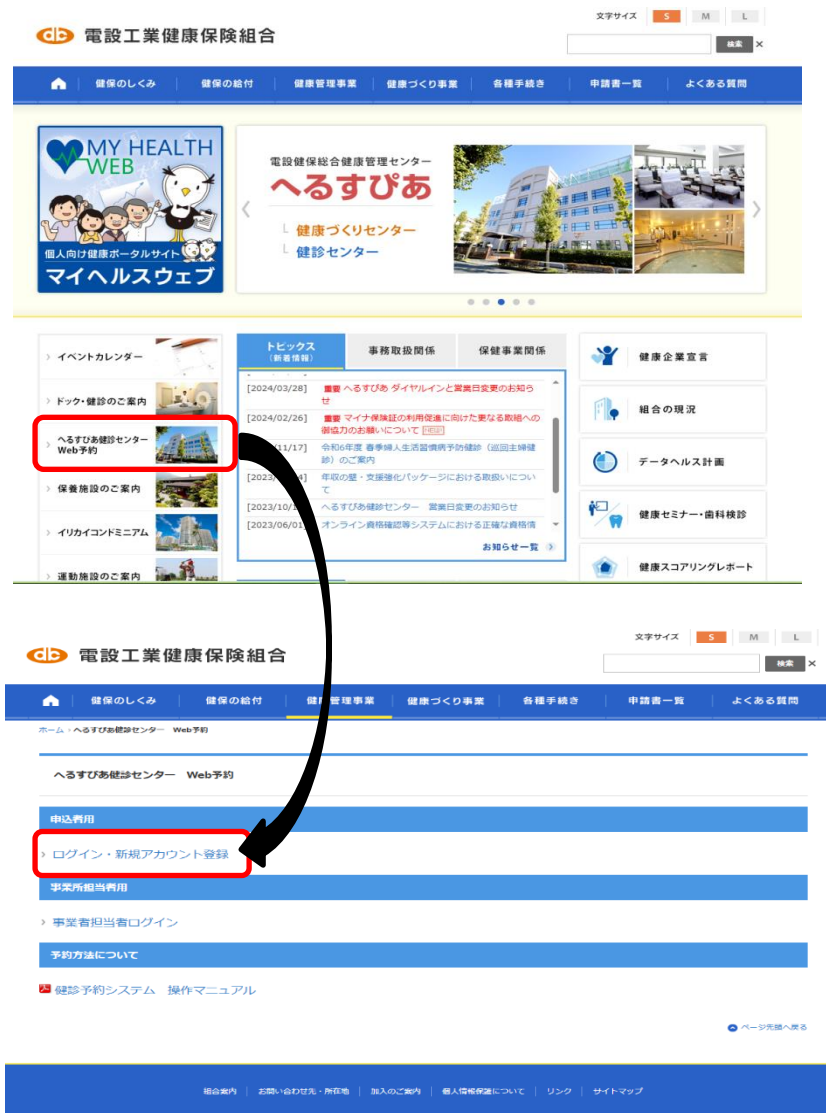 文字サイズ S M L
電設工業健康保険組合
検索 ×
健保のしくみ 健保の給付 健康管理事業 健康づくり事業 各種手続き 申請書一覧 よくある質問
MY HEALTH
WEB
個人向け健康ポータルサイト
マイヘルスウェブ
電設健保総合健康管理センター
へるすぴあ
健康づくりセンター
健診センター
イベントカレンダー
ドック・健診のご案内
へるすぴあ健診センター
Web予約
保養施設のご案内
イリカイコンドミニアム
運動施設のご案内
トピックス
(新着情報)
事務取扱関係
保健事業関係
[2024/03/28] 重要 へるすぴあ ダイヤルインと営業日変更のお知ら
せ
[2024/02/26] 重要 マイナ保険証の利用促進に向けた更なる取組への
御協力のお願いについて
11/17] 令和6年度 春季婦人生活習慣病予防健診（巡回主婦健
診）のご案内
[2023/ 4] 年収の壁・支援強化パッケージにおける取扱いについ
て
[2023/10/1 へるすぴあ健診センター 営業日変更のお知らせ
[2023/06/01] オンライン資格確認等システムにおける正確な資格情
お知らせ一覧
健康企業宣言
組合の現況
データヘルス計画
健康セミナー・歯科検診
健康スコアリングレポート
文字サイズ S M L
電設工業健康保険組合
検索 ×
健保のしくみ 健保の給付 健康管理事業 健康づくり事業 各種手続き 申請書一覧 よくある質問
ホーム › へるすぴあ健診センター Web予約
へるすぴあ健診センター Web予約
申込者用
ログイン・新規アカウント登録
事業所担当者用
事業者担当者ログイン
予約方法について
健診予約システム 操作マニュアル
ページ先頭へ戻る
組合案内 | お問い合わせ先・所在地 | 加入のご案内 | 個人情報保護について | リンク | サイトマップ